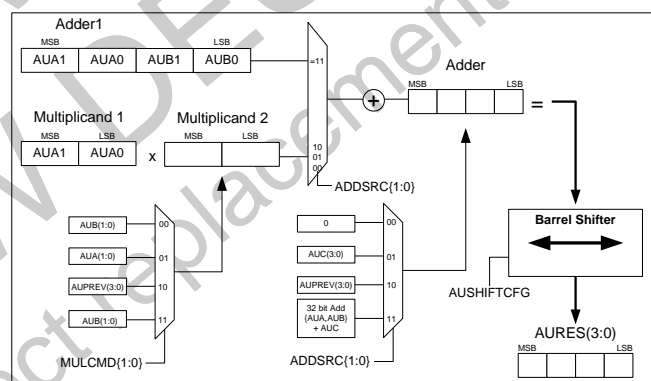 Adder1
MSB LSB
AUA1 AUA0 AUB1 AUB0
=11
Adder
MSB LSB
+
=
Multiplicand 1 Multiplicand 2
MSB LSB MSB LSB
AUA1 AUA0 x
10
01
00
ADDSRC{1:0}
AUB(1:0) 00
AUA(1:0) 01
AUPREV(3:0) 10
AUB(1:0) 11
MULCMD{1:0}
0 00
AUC(3:0) 01
AUPREV(3:0) 10
32 bit Add
{AUA,AUB}
+ AUC
11
ADDSRC{1:0}
Barrel Shifter
AUSHIFTCFG
AURES(3:0)
MSB LSB
ect replacement